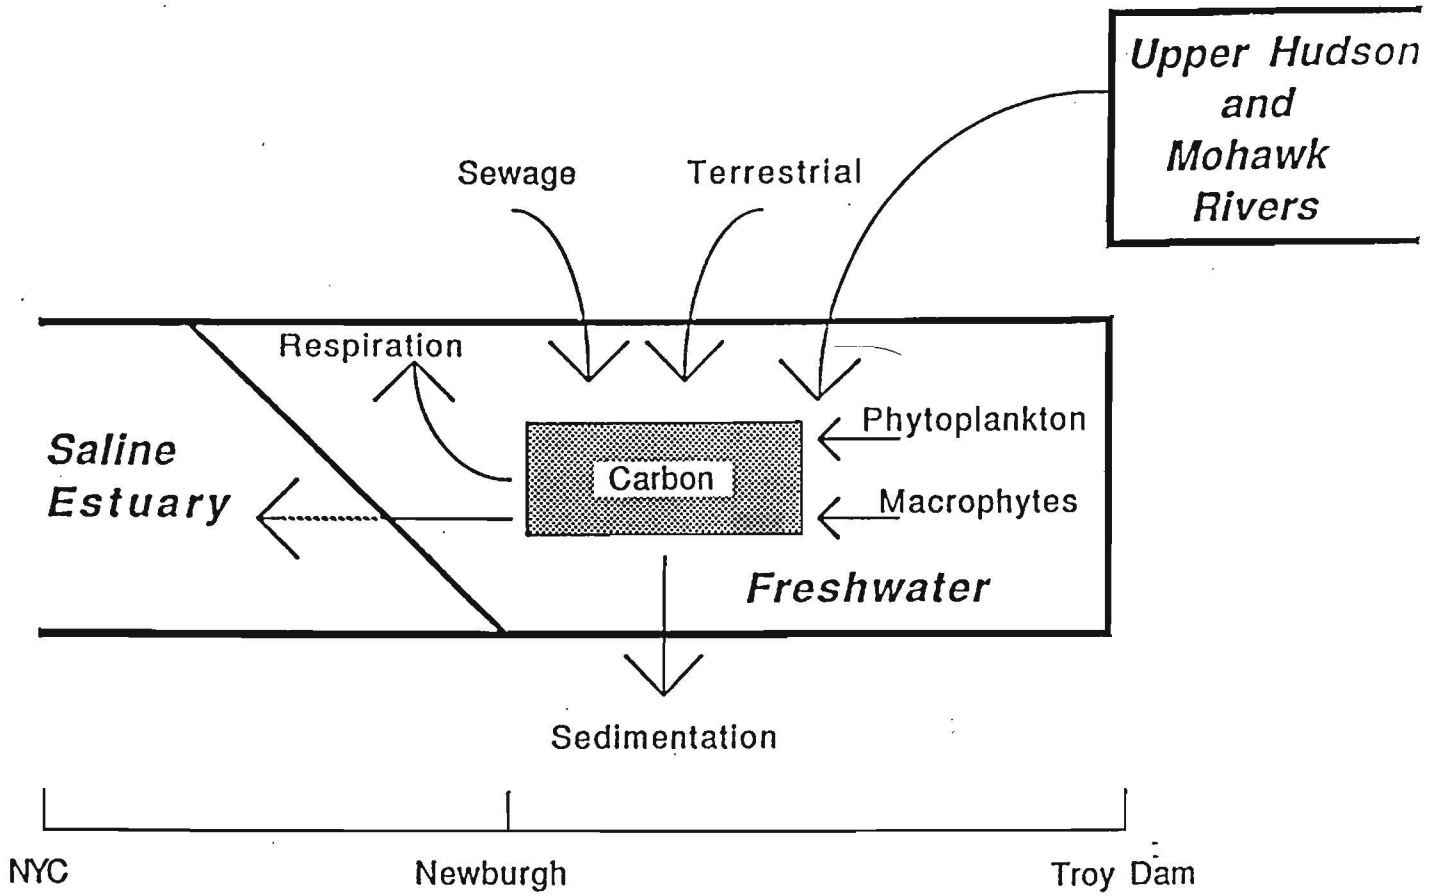 Upper Hudson
and
Mohawk
Rivers
Sewage
Terrestrial
Respiration
Phytoplankton
Saline
Estuary
Carbon
Macrophytes
Freshwater
Sedimentation
NYC
Newburgh
Troy Dam